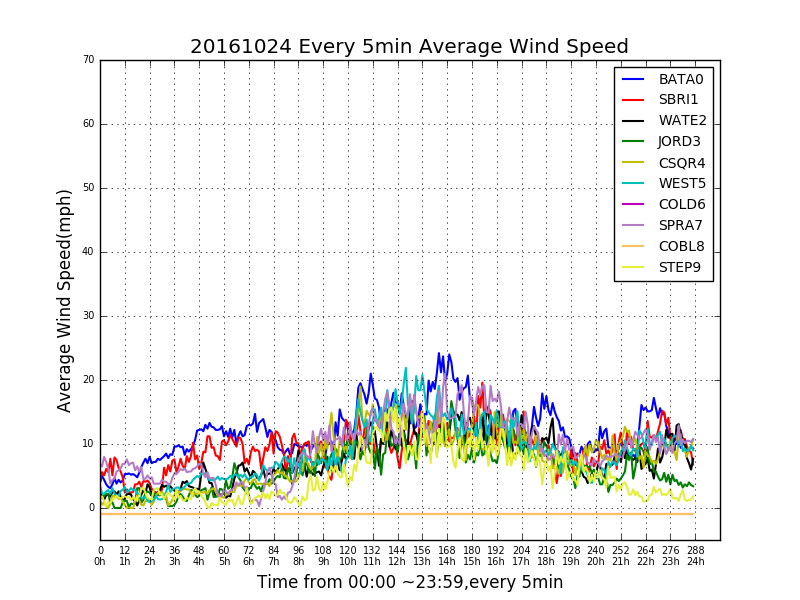 20161024 Every 5min Average Wind Speed
70
60
50
40
30
20
10
0
Average Wind Speed(mph)
BATA0
SBRI1
WATE2
JORD3
CSQR4
WEST5
COLD6
SPRA7
COBL8
STEP9
0 12 24 36 48 60 72 84 96 108 120 132 144 156 168 180 192 204 216 228 240 252 264 276 288
0h 1h 2h 3h 4h 5h 6h 7h 8h 9h 10h 11h 12h 13h 14h 15h 16h 17h 18h 19h 20h 21h 22h 23h 24h
Time from 00:00 ~23:59,every 5min